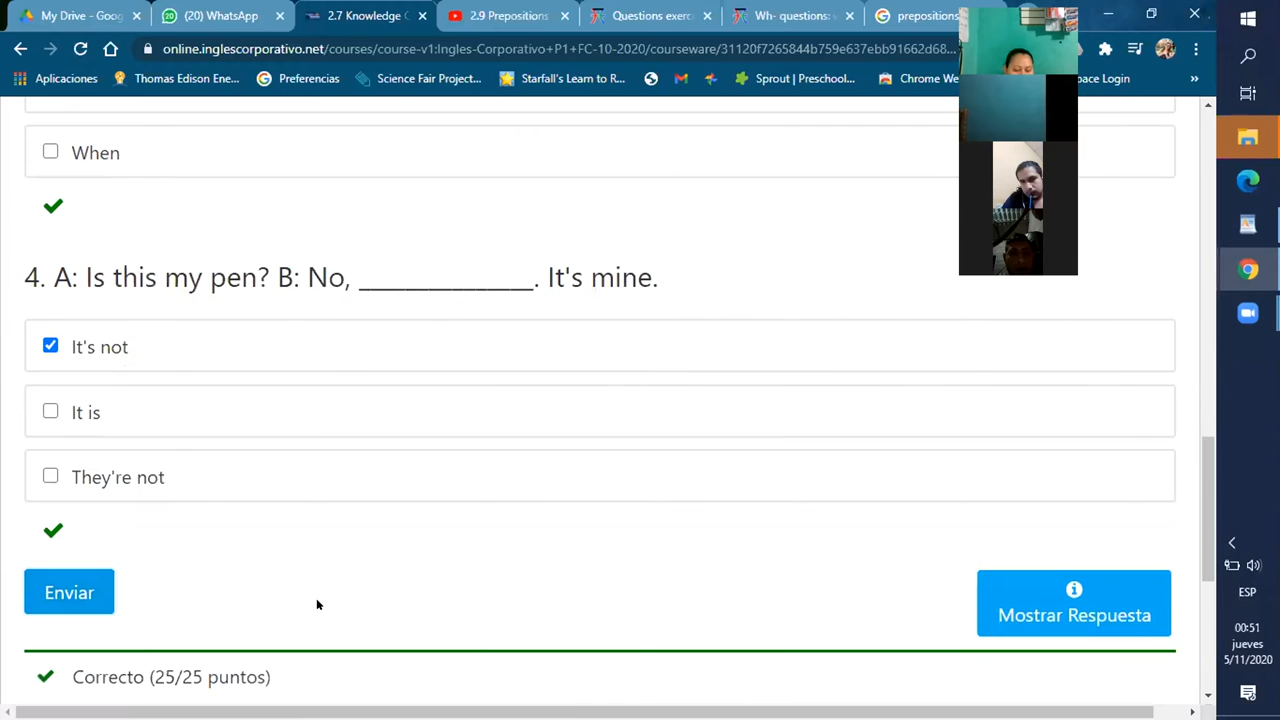 My Drive - Goog
(20) WhatsApp
2.7 Knowledge C
2.9 Prepositions
Questions exerc
Wh- questions: v
prepositions
online.inglescorporativo.net/courses/course-v1:Ingles-Corporativo+P1+FC-10-2020/courseware/31120f7265844b759e637ebb91662d68...
Aplicaciones
Thomas Edison Ene...
Preferencias
Science Fair Project...
Starfall's Learn to R...
Sprout | Preschool...
Chrome We
pace Login
»
When
4. A: Is this my pen? B: No, _______________. It's mine.
It's not
It is
They're not
Enviar
Mostrar Respuesta
Correcto (25/25 puntos)
ESP
00:51
jueves
5/11/2020